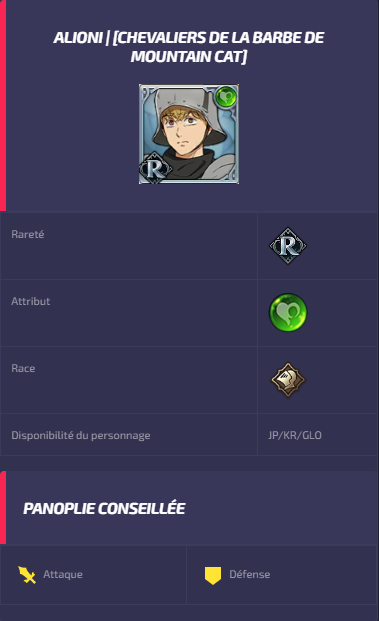 ALIONI | [CHEVALIERS DE LA BARBE DE
MOUNTAIN CAT]
R
Rareté
R
Attribut
Race
Disponibilité du personnage
JP/KR/GLO
PANOPLIE CONSEILLÉE
Attaque
Défense